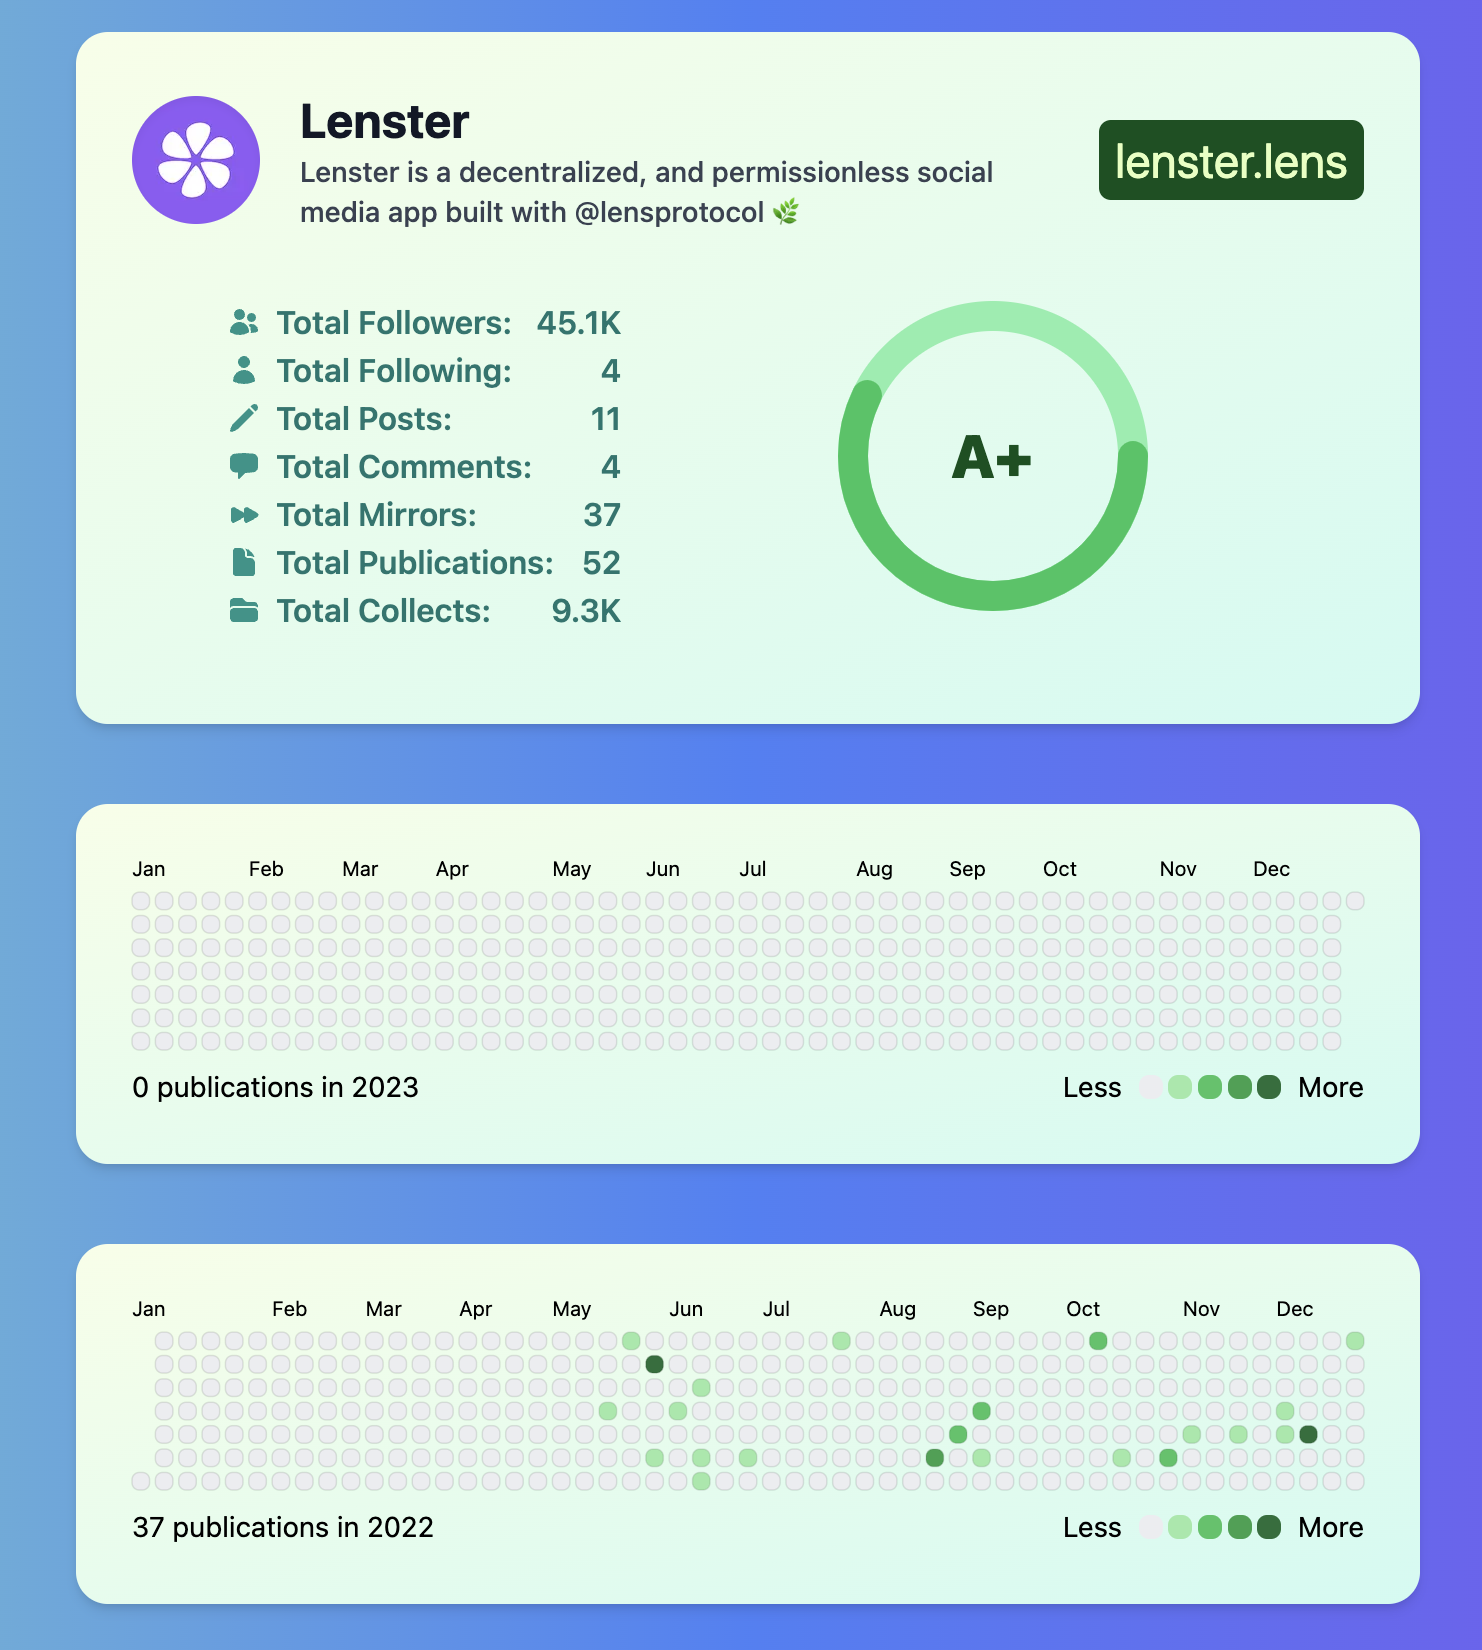 Lenster
Lenster is a decentralized, and permissionless social
media app built with @lensprotocol 🌿
lenster.lens
Total Followers: 45.1K
Total Following: 4
Total Posts: 11
Total Comments: 4
Total Mirrors: 37
Total Publications: 52
Total Collects: 9.3K
A+
Jan Feb Mar Apr May Jun Jul Aug Sep Oct Nov Dec
0 publications in 2023
Less More
Jan Feb Mar Apr May Jun Jul Aug Sep Oct Nov Dec
37 publications in 2022
Less More